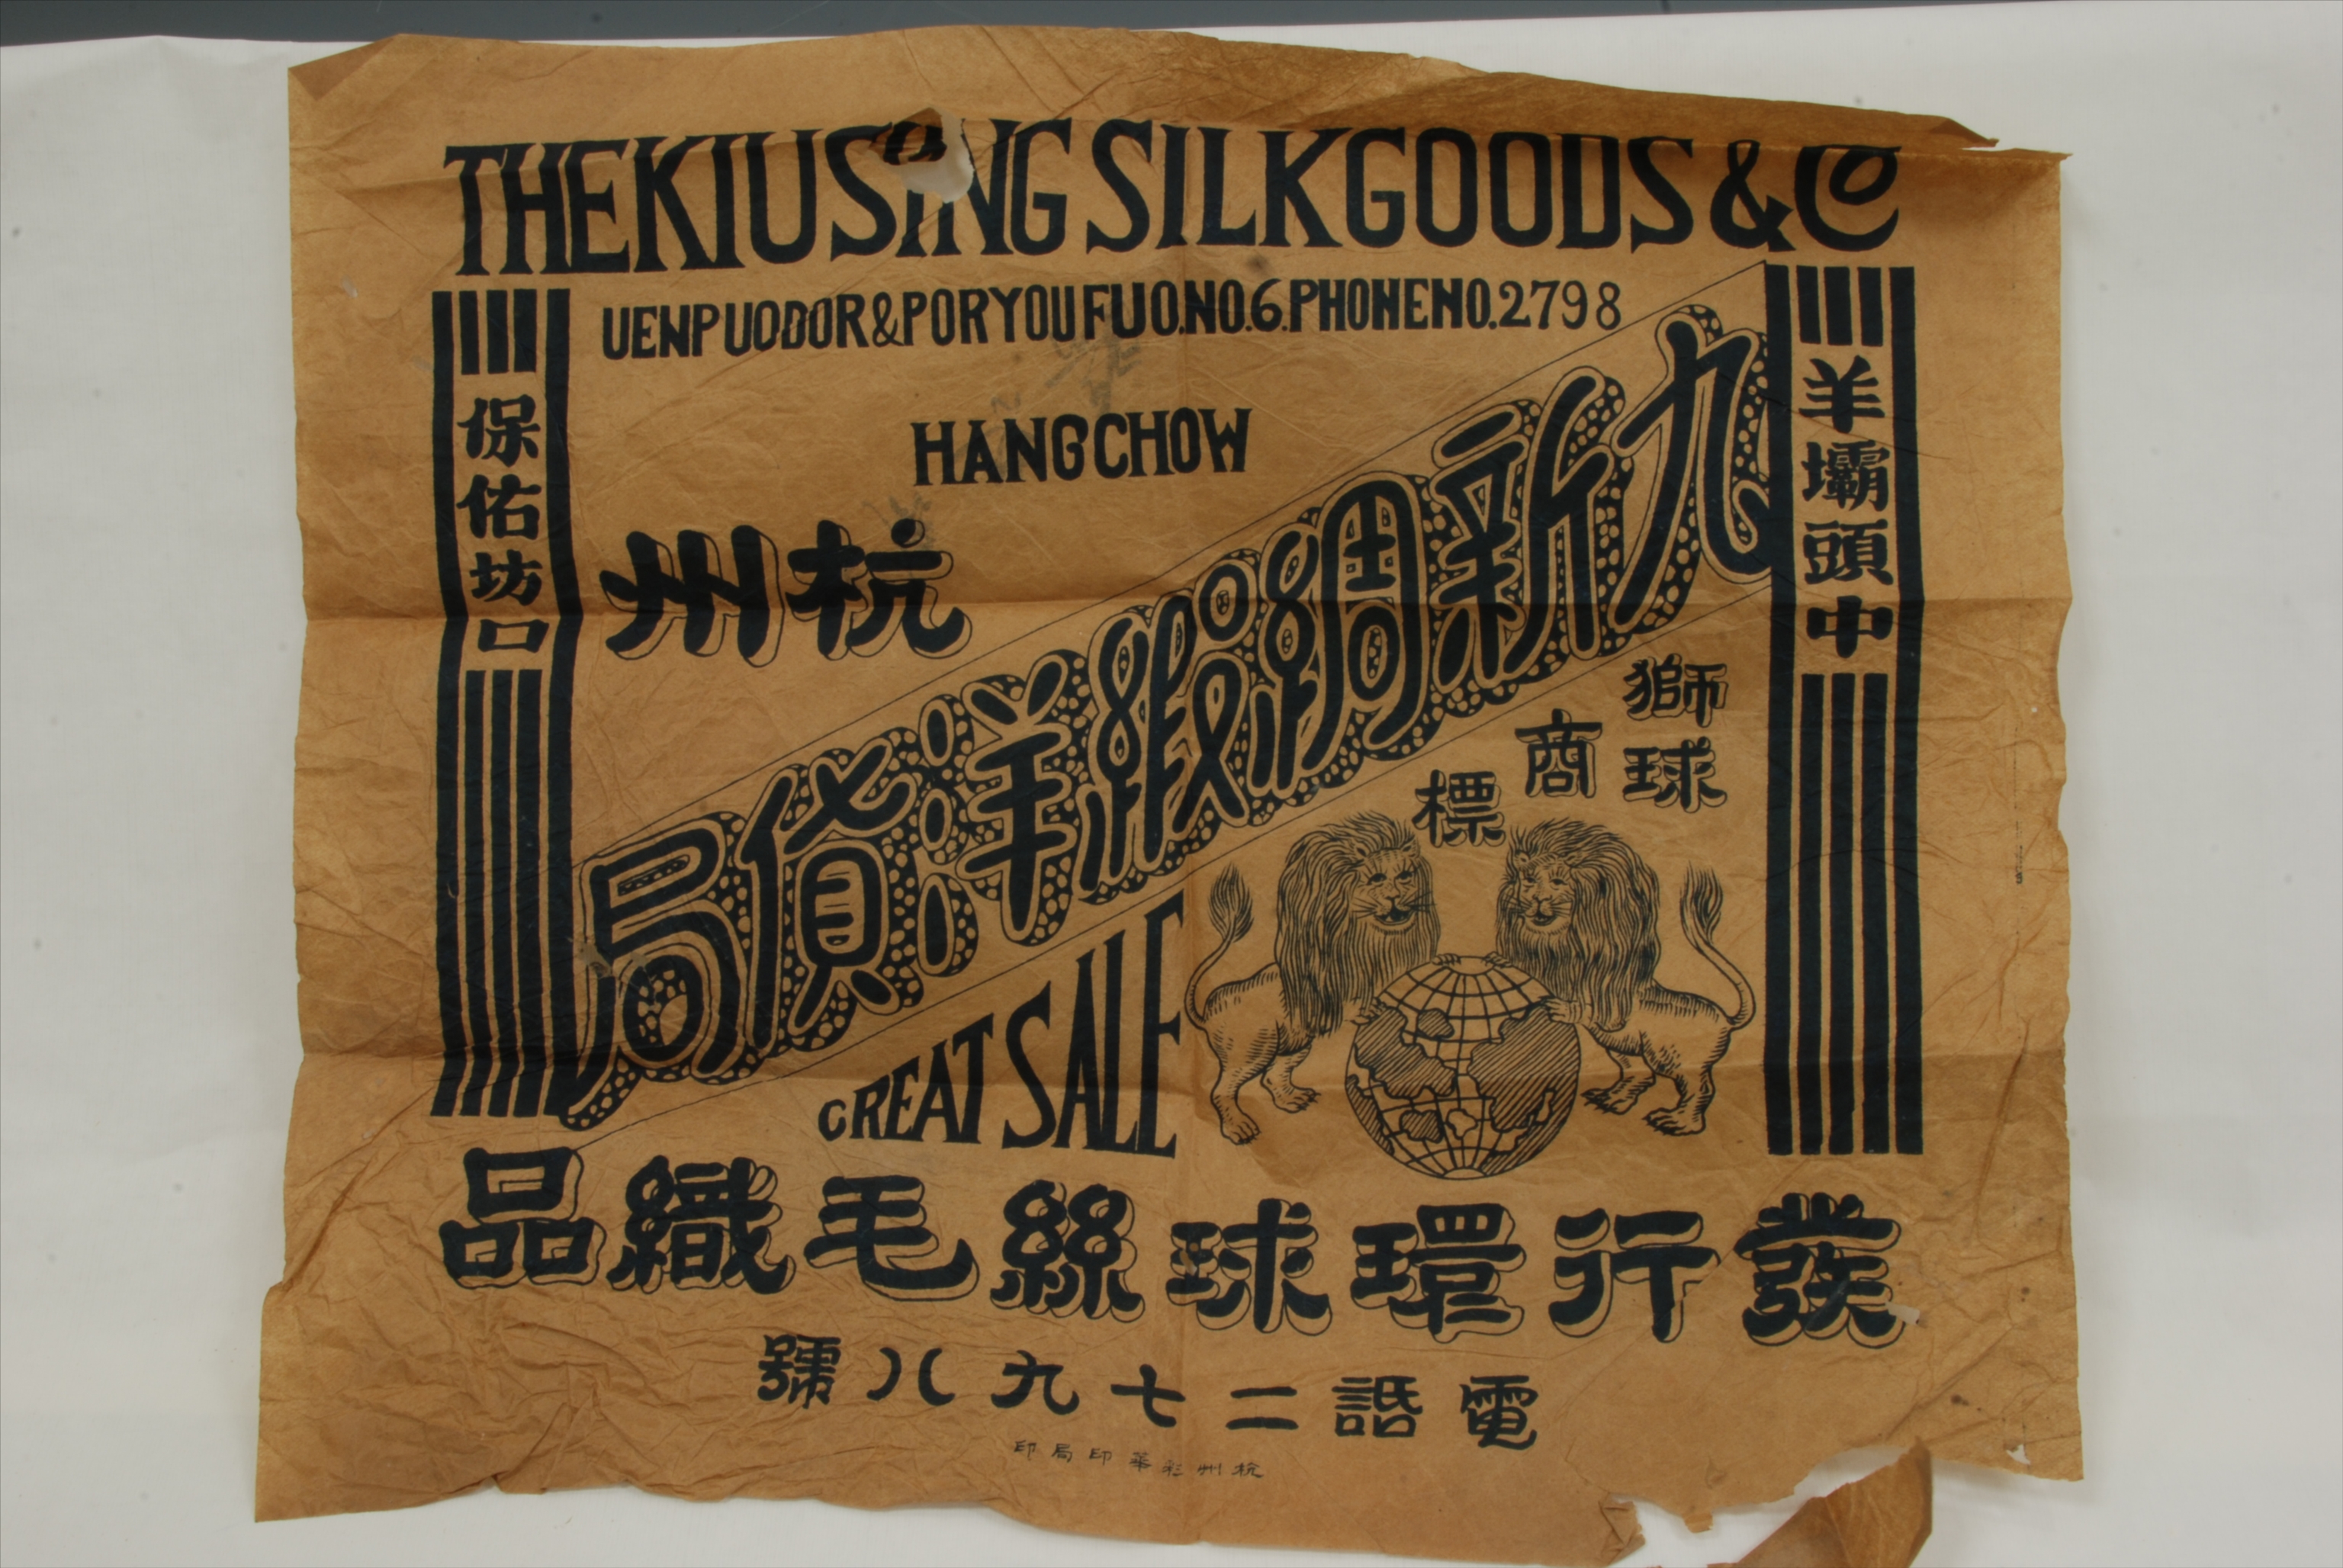 THE KIUSING SILK GOODS & Co
UENPUODOR & PORYOUFUO. NO. 6. PHONE NO. 2798
HANGCHOW
杭州
羊壩頭中
保佑坊口
九新綢緞洋貨局
獅球
商標
GREAT SALE
發行環球絲毛織品
電話二七九八號
杭州彩華印局印